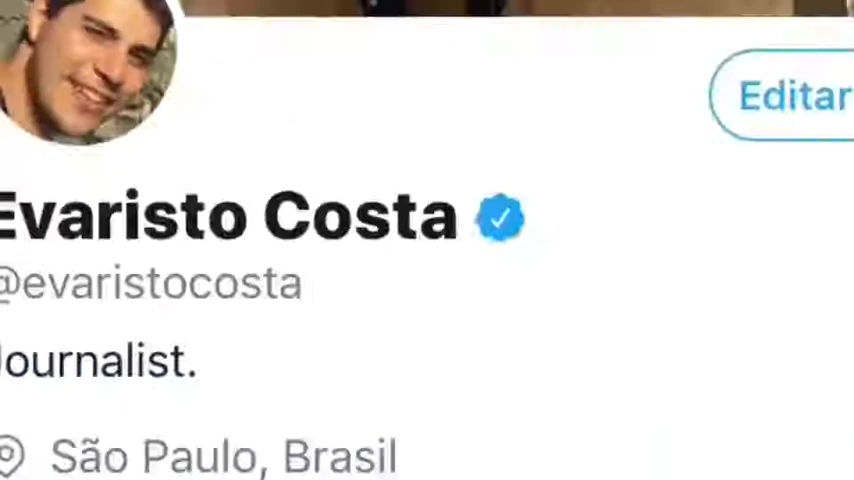 Editar
Evaristo Costa
@evaristocosta
Journalist.
São Paulo, Brasil